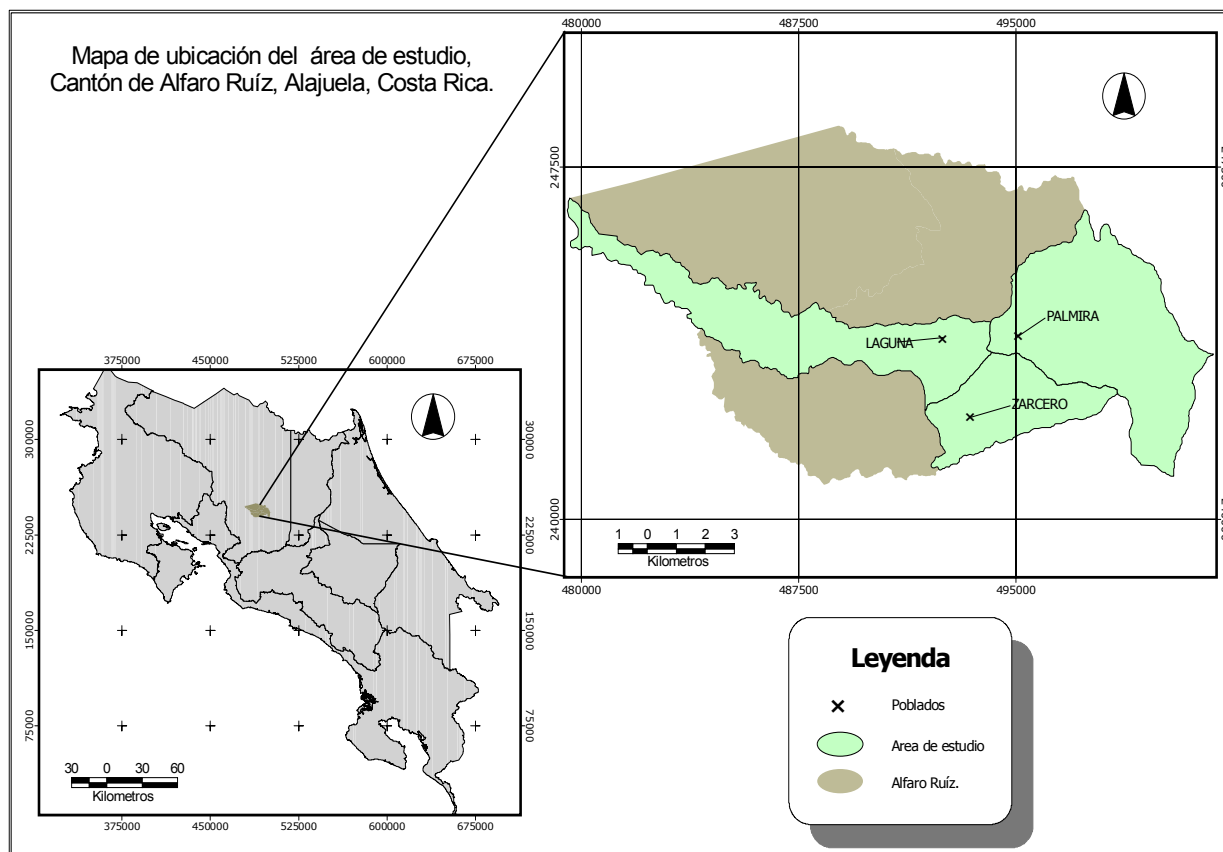 Mapa de ubicación del área de estudio,
Cantón de Alfaro Ruíz, Alajuela, Costa Rica.
480000 487500 495000
247500
PALMIRA
LAGUNA
ZARCERO
240000
1 0 1 2 3
Kilometros
480000 487500 495000
375000 450000 525000 600000 675000
300000 300000
225000 225000
150000 150000
75000 75000
30 0 30 60
Kilometros
375000 450000 525000 600000 675000
Leyenda
Poblados
Area de estudio
Alfaro Ruíz.